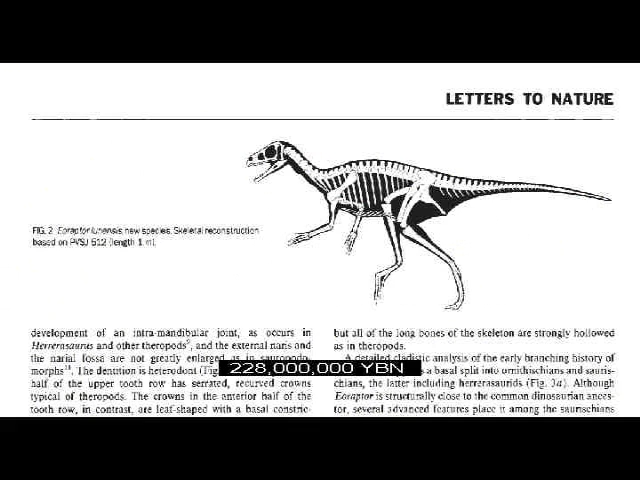 LETTERS TO NATURE
FIG. 2 Eoraptor lunensis new species. Skeletal reconstruction
based on PVSJ 512 (length 1 m).
development of an intra-mandibular joint, as occurs in
Herrerasaurus and other theropods⁹, and the external naris and
the narial fossa are not greatly enlarged as in sauropodo-
morphs¹¹. The dentition is heterodont (Fig.
half of the upper tooth row has serrated, recurved crowns
typical of theropods. The crowns in the anterior half of the
tooth row, in contrast, are leaf-shaped with a basal constric-
but all of the long bones of the skeleton are strongly hollowed
as in theropods.
A detailed cladistic analysis of the early branching history of
s a basal split into ornithischians and sauris-
chians, the latter including herrerasaurids (Fig. 3a). Although
Eoraptor is structurally close to the common dinosaurian ances-
tor, several advanced features place it among the saurischians
228,000,000 YBN